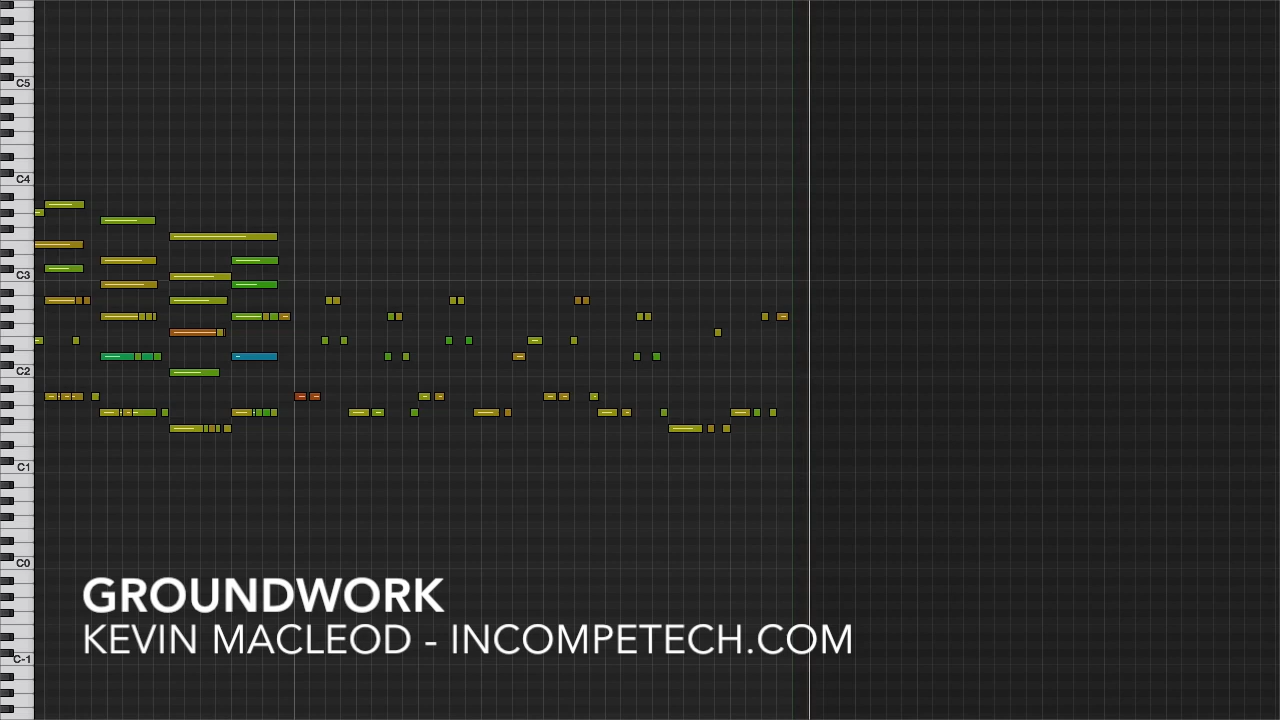 C5
C4
C3
C2
C1
C0
C-1
GROUNDWORK
KEVIN MACLEOD - INCOMPETECH.COM